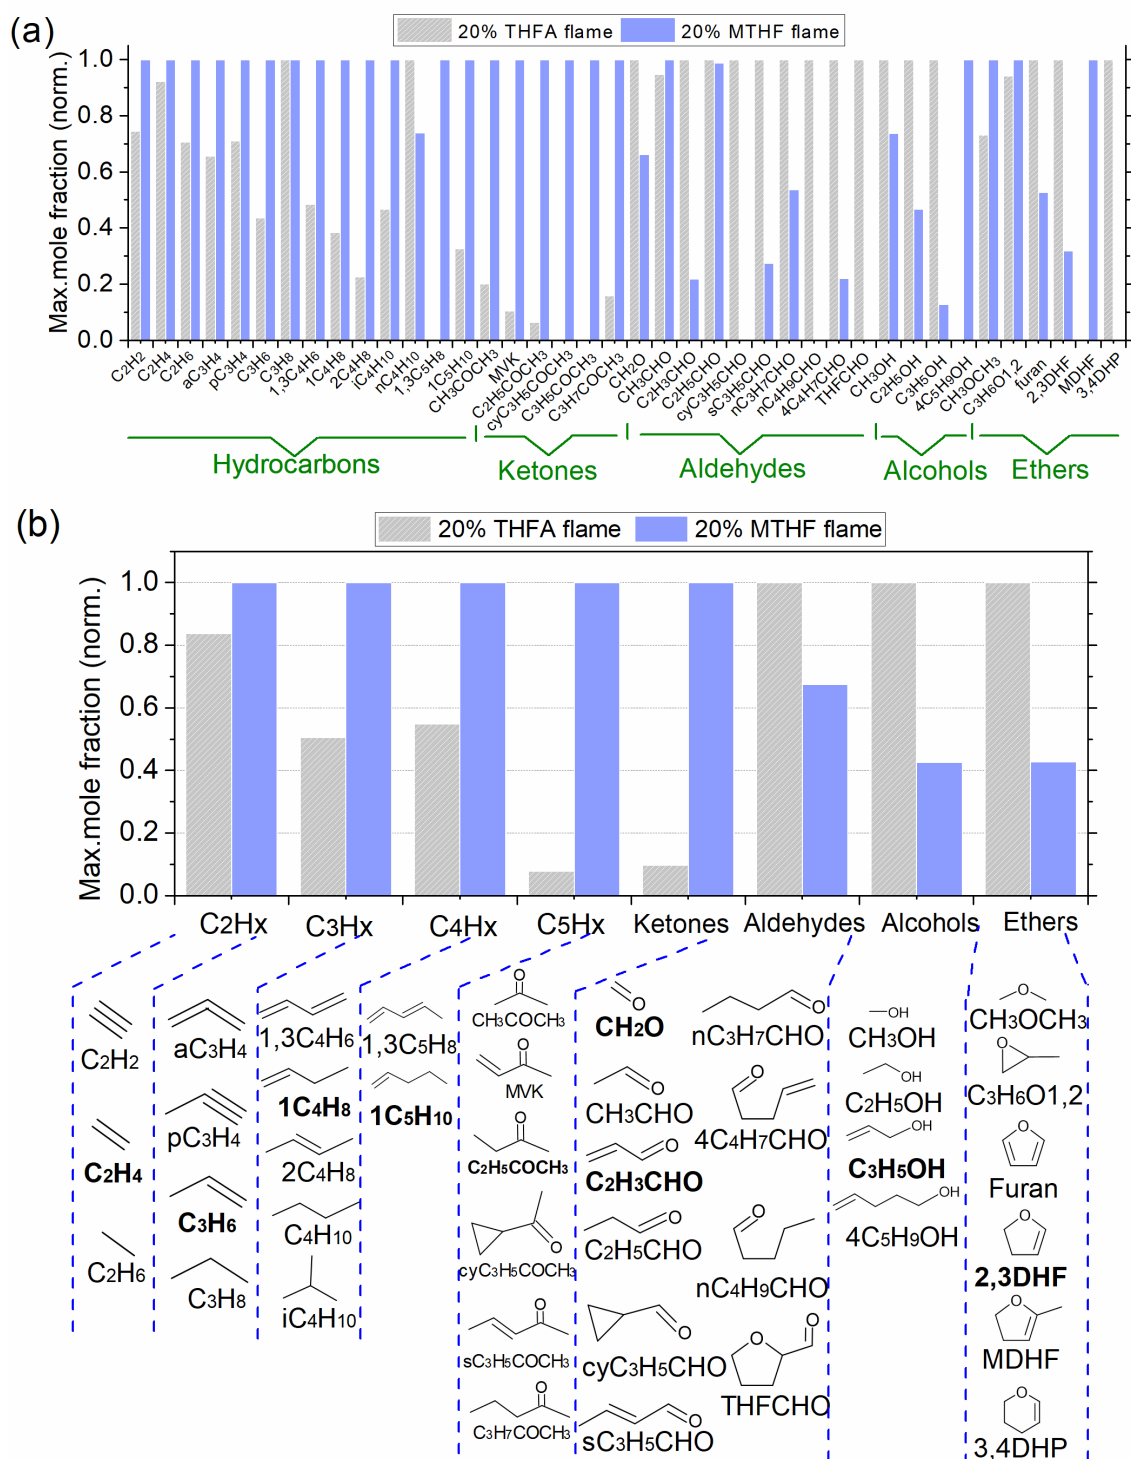 (a)
20% THFA flame 20% MTHF flame
Max.mole fraction (norm.)
1.0
0.8
0.6
0.4
0.2
0.0
C2H2 C2H4 C2H6 aC3H4 pC3H4 C3H6 C3H8 1,3C4H6 1C4H8 2C4H8 iC4H10 nC4H10 1,3C5H8 1C5H10 CH3COCH3 MVK C2H5COCH3 cyC3H5COCH3 C3H5COCH3 C3H7COCH3 CH2O CH3CHO C2H3CHO C2H5CHO cyC3H5CHO sC3H5CHO nC3H7CHO nC4H9CHO 4C4H7CHO THFCHO CH3OH C2H5OH C3H5OH 4C5H9OH CH3OCH3 C3H6O1,2 furan 2,3DHF MDHF 3,4DHP
Hydrocarbons Ketones Aldehydes Alcohols Ethers
(b)
20% THFA flame 20% MTHF flame
Max.mole fraction (norm.)
1.0
0.8
0.6
0.4
0.2
0.0
C2Hx C3Hx C4Hx C5Hx Ketones Aldehydes Alcohols Ethers
C2H2
C2H4
C2H6
aC3H4
pC3H4
C3H6
C3H8
1,3C4H6
1C4H8
2C4H8
C4H10
iC4H10
1,3C5H8
1C5H10
O
CH3COCH3
O
MVK
O
C2H5COCH3
O
cyC3H5COCH3
O
sC3H5COCH3
O
C3H7COCH3
O
CH2O
O
CH3CHO
O
C2H3CHO
O
C2H5CHO
O
cyC3H5CHO
O
sC3H5CHO
O
nC3H7CHO
O
4C4H7CHO
O
nC4H9CHO
O
O
THFCHO
OH
CH3OH
OH
C2H5OH
OH
C3H5OH
OH
4C5H9OH
O
CH3OCH3
O
C3H6O1,2
O
Furan
O
2,3DHF
O
MDHF
O
3,4DHP